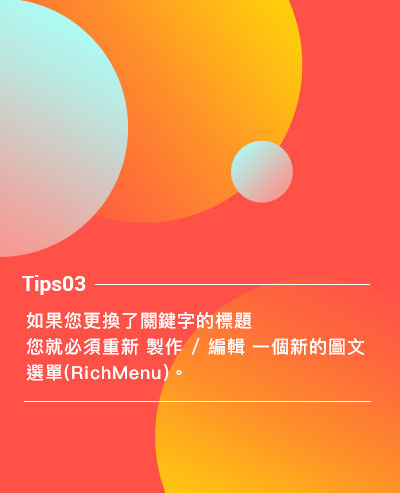 Tips03
如果您更換了關鍵字的標題
您就必須重新 製作 / 編輯 一個新的圖文
選單(RichMenu)。